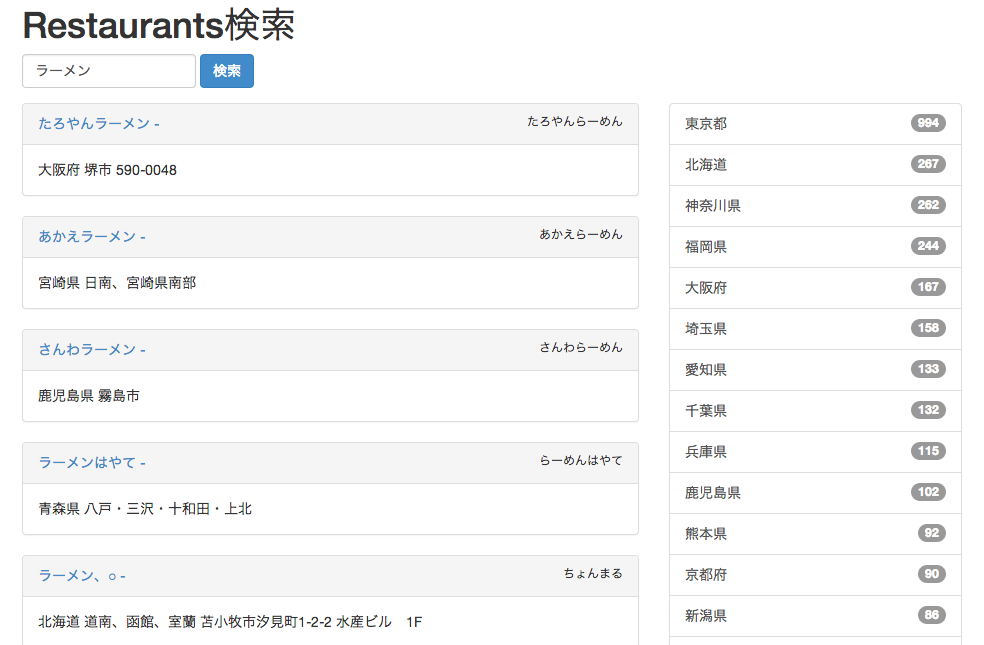 Restaurants検索
ラーメン 検索
たろやんラーメン - たろやんらーめん
大阪府 堺市 590-0048
あかえラーメン - あかえらーめん
宮崎県 日南、宮崎県南部
さんわラーメン - さんわらーめん
鹿児島県 霧島市
ラーメンはやて - らーめんはやて
青森県 八戸・三沢・十和田・上北
ラーメン、○ - ちょんまる
北海道 道南、函館、室蘭 苫小牧市汐見町1-2-2 水産ビル　1F
東京都 994
北海道 267
神奈川県 262
福岡県 244
大阪府 167
埼玉県 158
愛知県 133
千葉県 132
兵庫県 115
鹿児島県 102
熊本県 92
京都府 90
新潟県 86